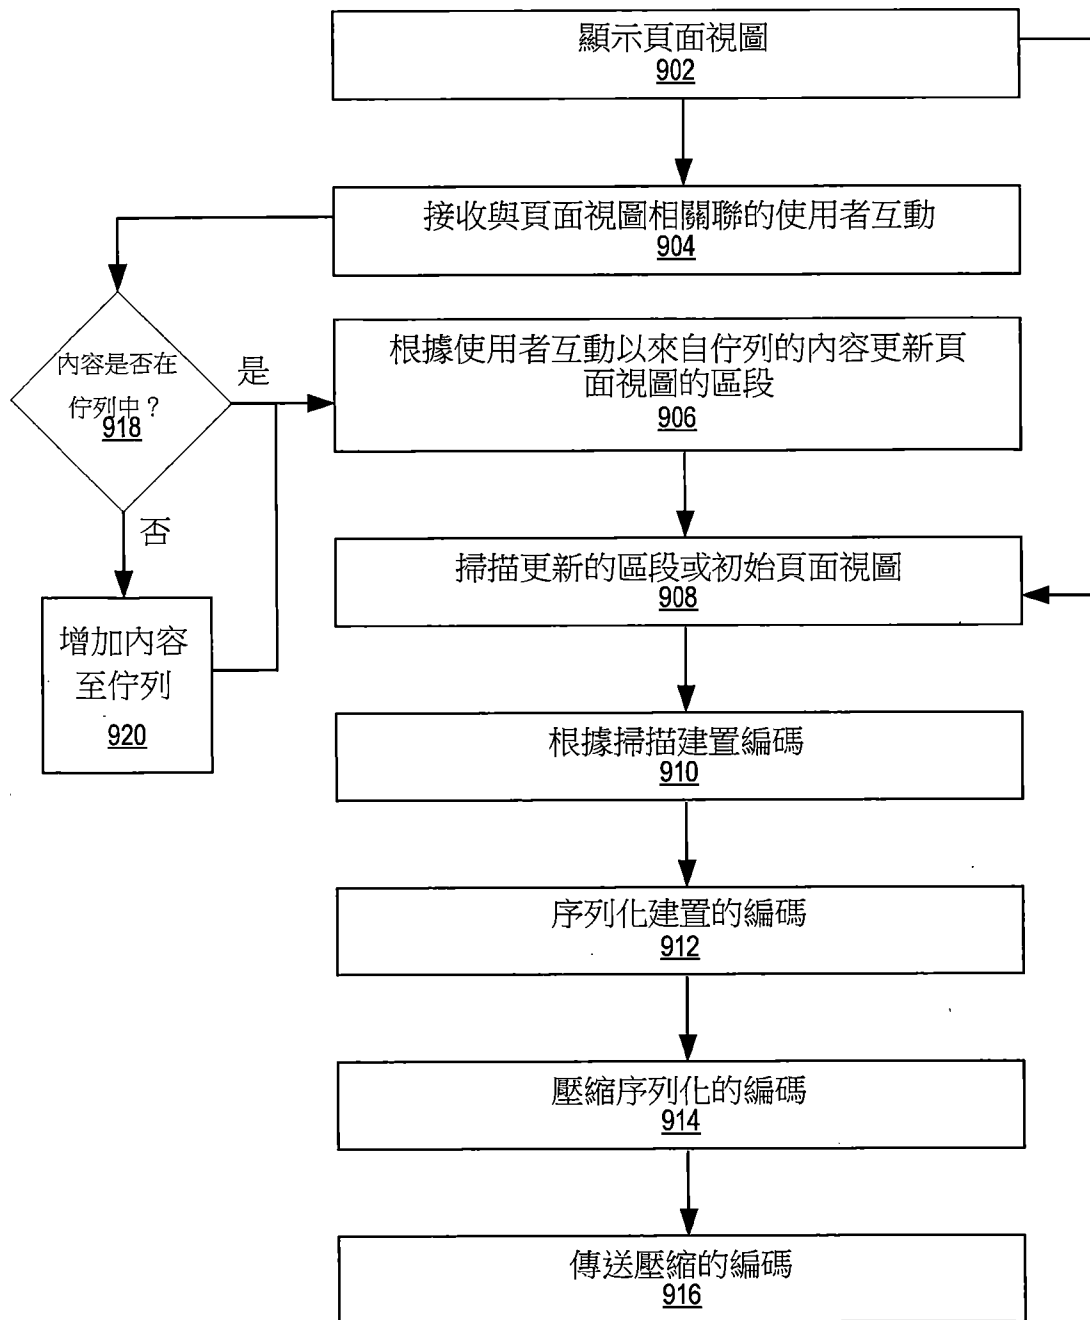 顯示頁面視圖
902
接收與頁面視圖相關聯的使用者互動
904
內容是否在
佇列中？
918
是
否
增加內容
至佇列
920
根據使用者互動以來自佇列的內容更新頁
面視圖的區段
906
掃描更新的區段或初始頁面視圖
908
根據掃描建置編碼
910
序列化建置的編碼
912
壓縮序列化的編碼
914
傳送壓縮的編碼
916